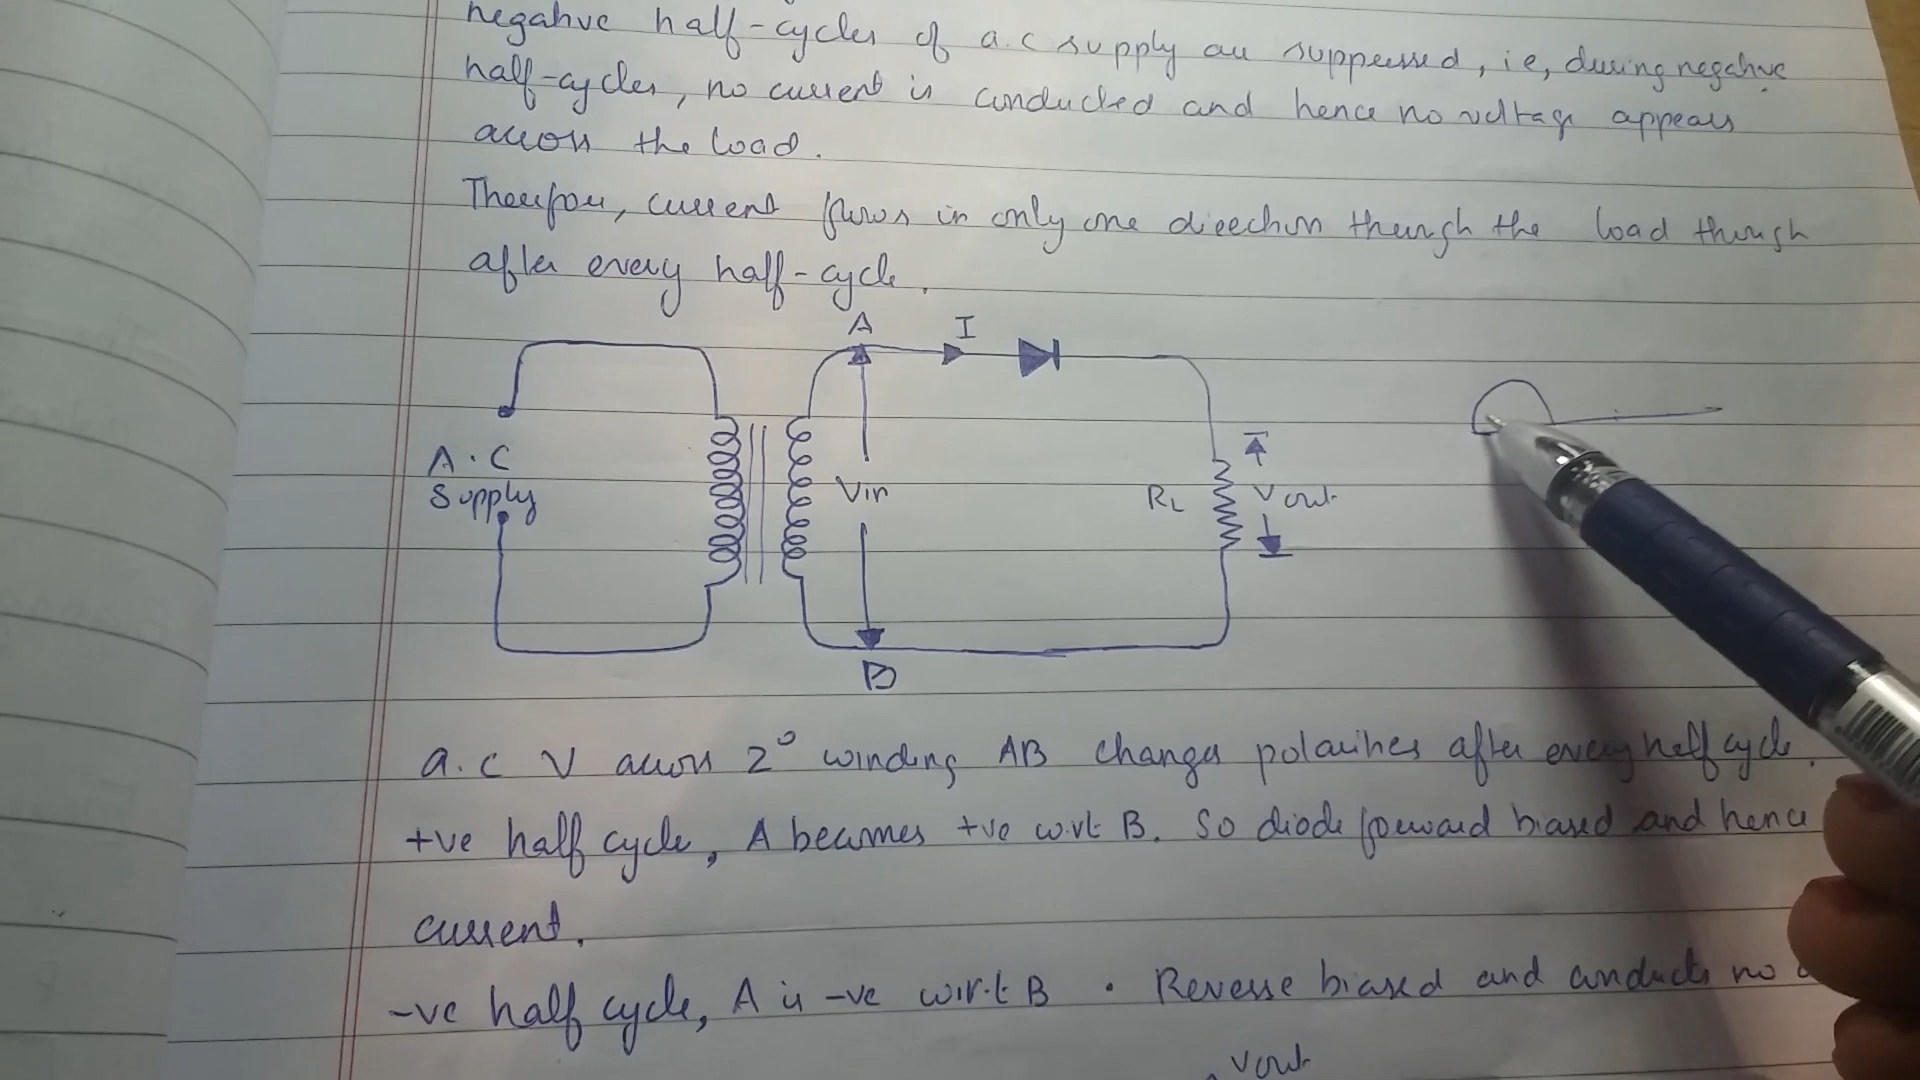 negative half-cycles of a.c supply are suppressed, ie, during negative
half-cycles, no current is conducted and hence no voltage appears
across the load.
Therefore, current flows in only one direction through the load though
after every half-cycle.
A
I
A.C
Supply
Vin
RL
Vout
B
a.c V across 2° winding AB changes polarities after every half cycle.
+ve half cycle, A becomes +ve w.r.t B. So diode forward biased and hence
current.
-ve half cycle, A is -ve w.r.t B. Reverse biased and conducts no
Vout